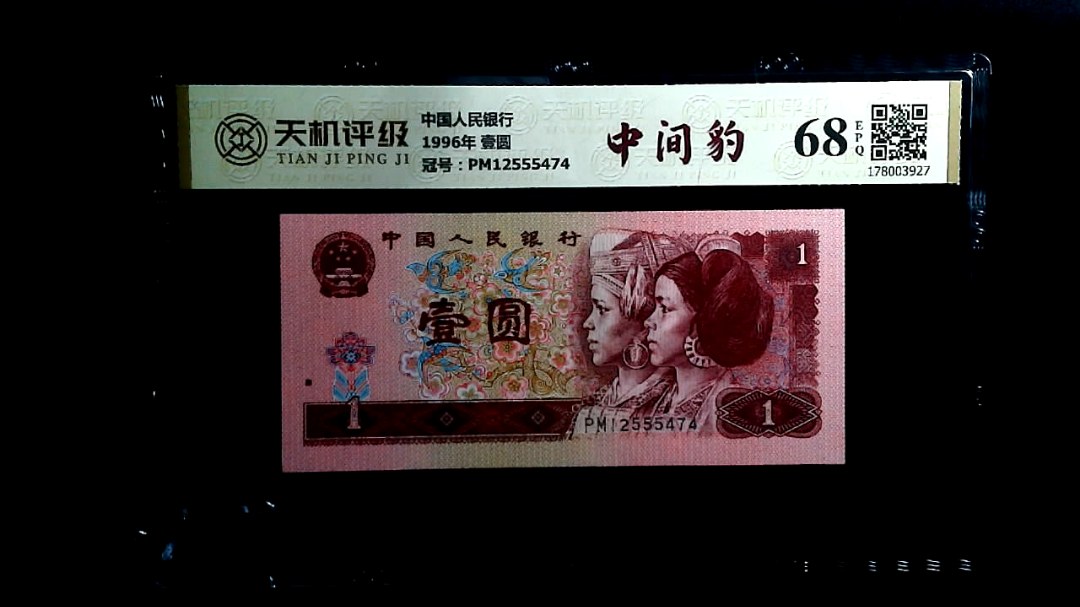 天机评级
TIAN JI PING JI
中国人民银行
1996年 壹圆
冠号：PM12555474
中间豹
68
EPQ
178003927
中国人民银行
壹圆
1
1
1
PM12555474